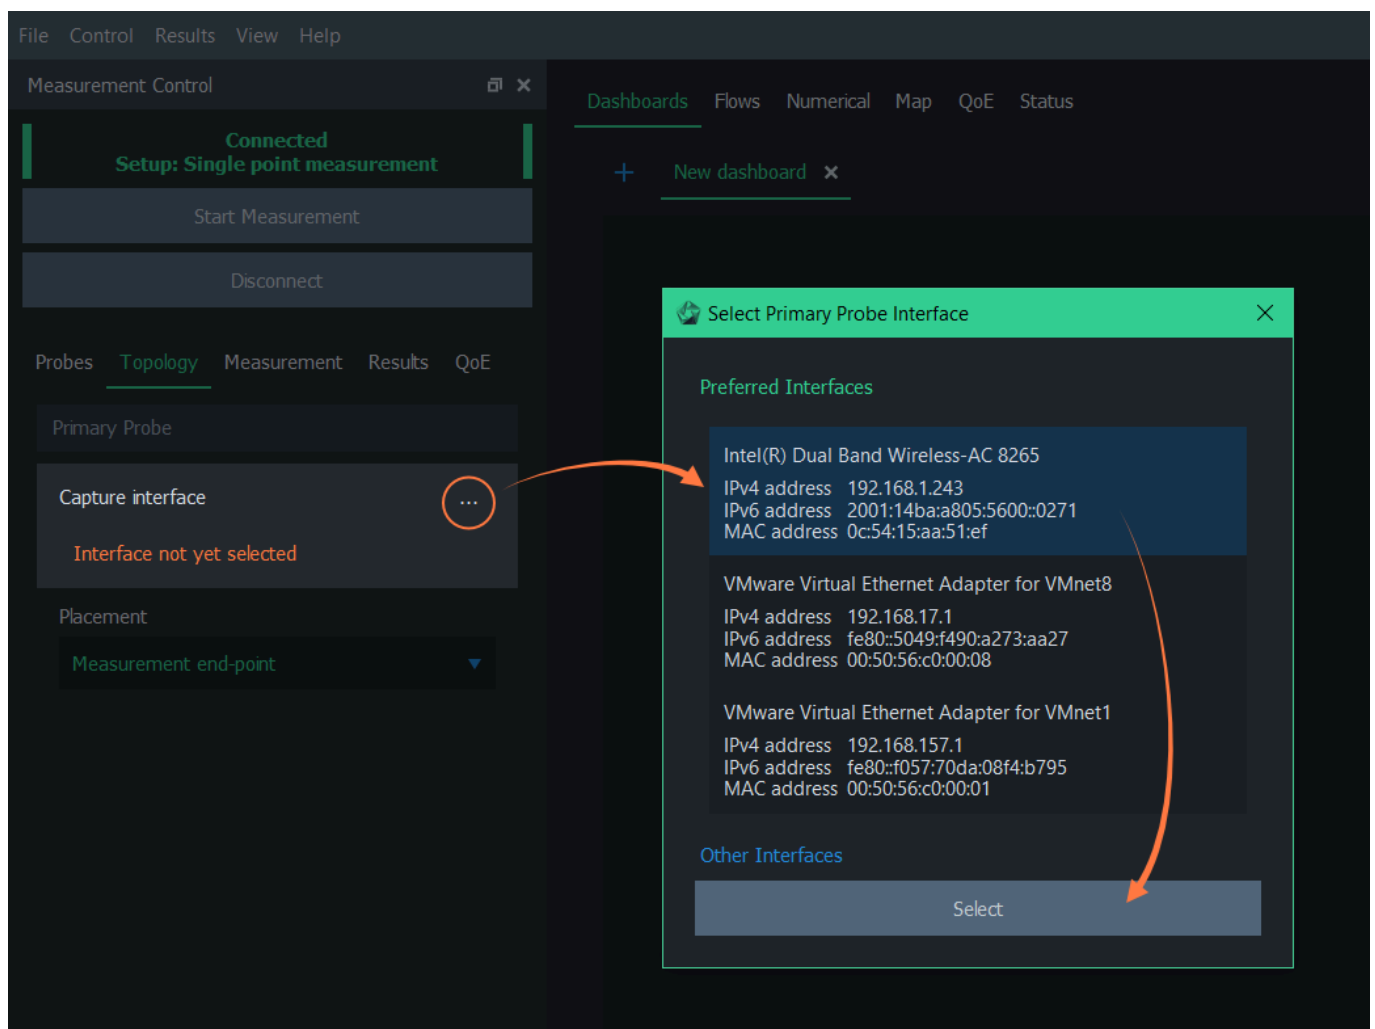 File Control Results View Help
Measurement Control
Connected
Setup: Single point measurement
Start Measurement
Disconnect
Probes Topology Measurement Results QoE
Primary Probe
Capture interface ...
Interface not yet selected
Placement
Measurement end-point
Dashboards Flows Numerical Map QoE Status
+ New dashboard
Select Primary Probe Interface
Preferred Interfaces
Intel(R) Dual Band Wireless-AC 8265
IPv4 address 192.168.1.243
IPv6 address 2001:14ba:a805:5600::0271
MAC address 0c:54:15:aa:51:ef
VMware Virtual Ethernet Adapter for VMnet8
IPv4 address 192.168.17.1
IPv6 address fe80::5049:f490:a273:aa27
MAC address 00:50:56:c0:00:08
VMware Virtual Ethernet Adapter for VMnet1
IPv4 address 192.168.157.1
IPv6 address fe80::f057:70da:08f4:b795
MAC address 00:50:56:c0:00:01
Other Interfaces
Select